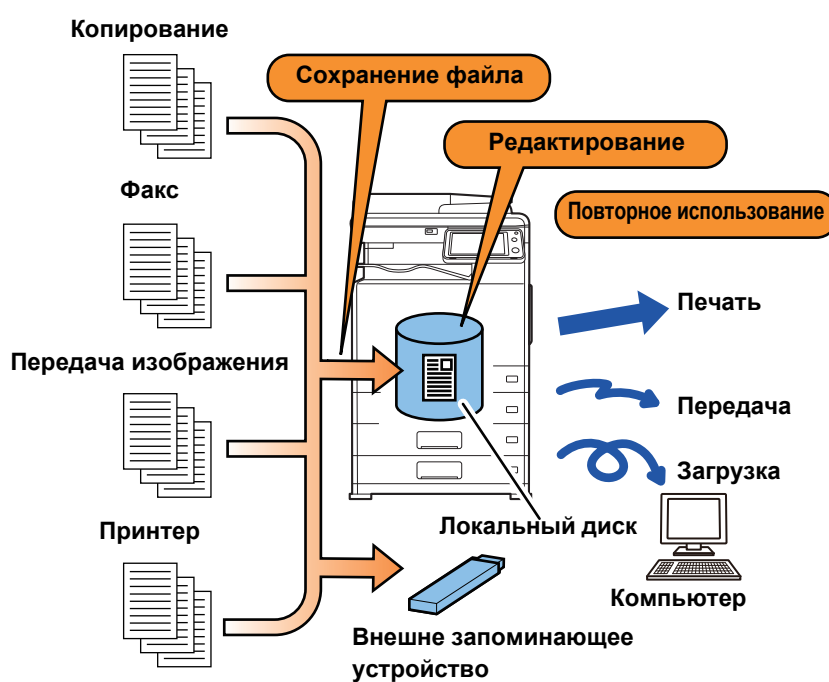 Копирование
Сохранение файла
Редактирование
Факс
Повторное использование
Печать
Передача изображения
Передача
Загрузка
Принтер
Локальный диск
Компьютер
Внешне запоминающее
устройство